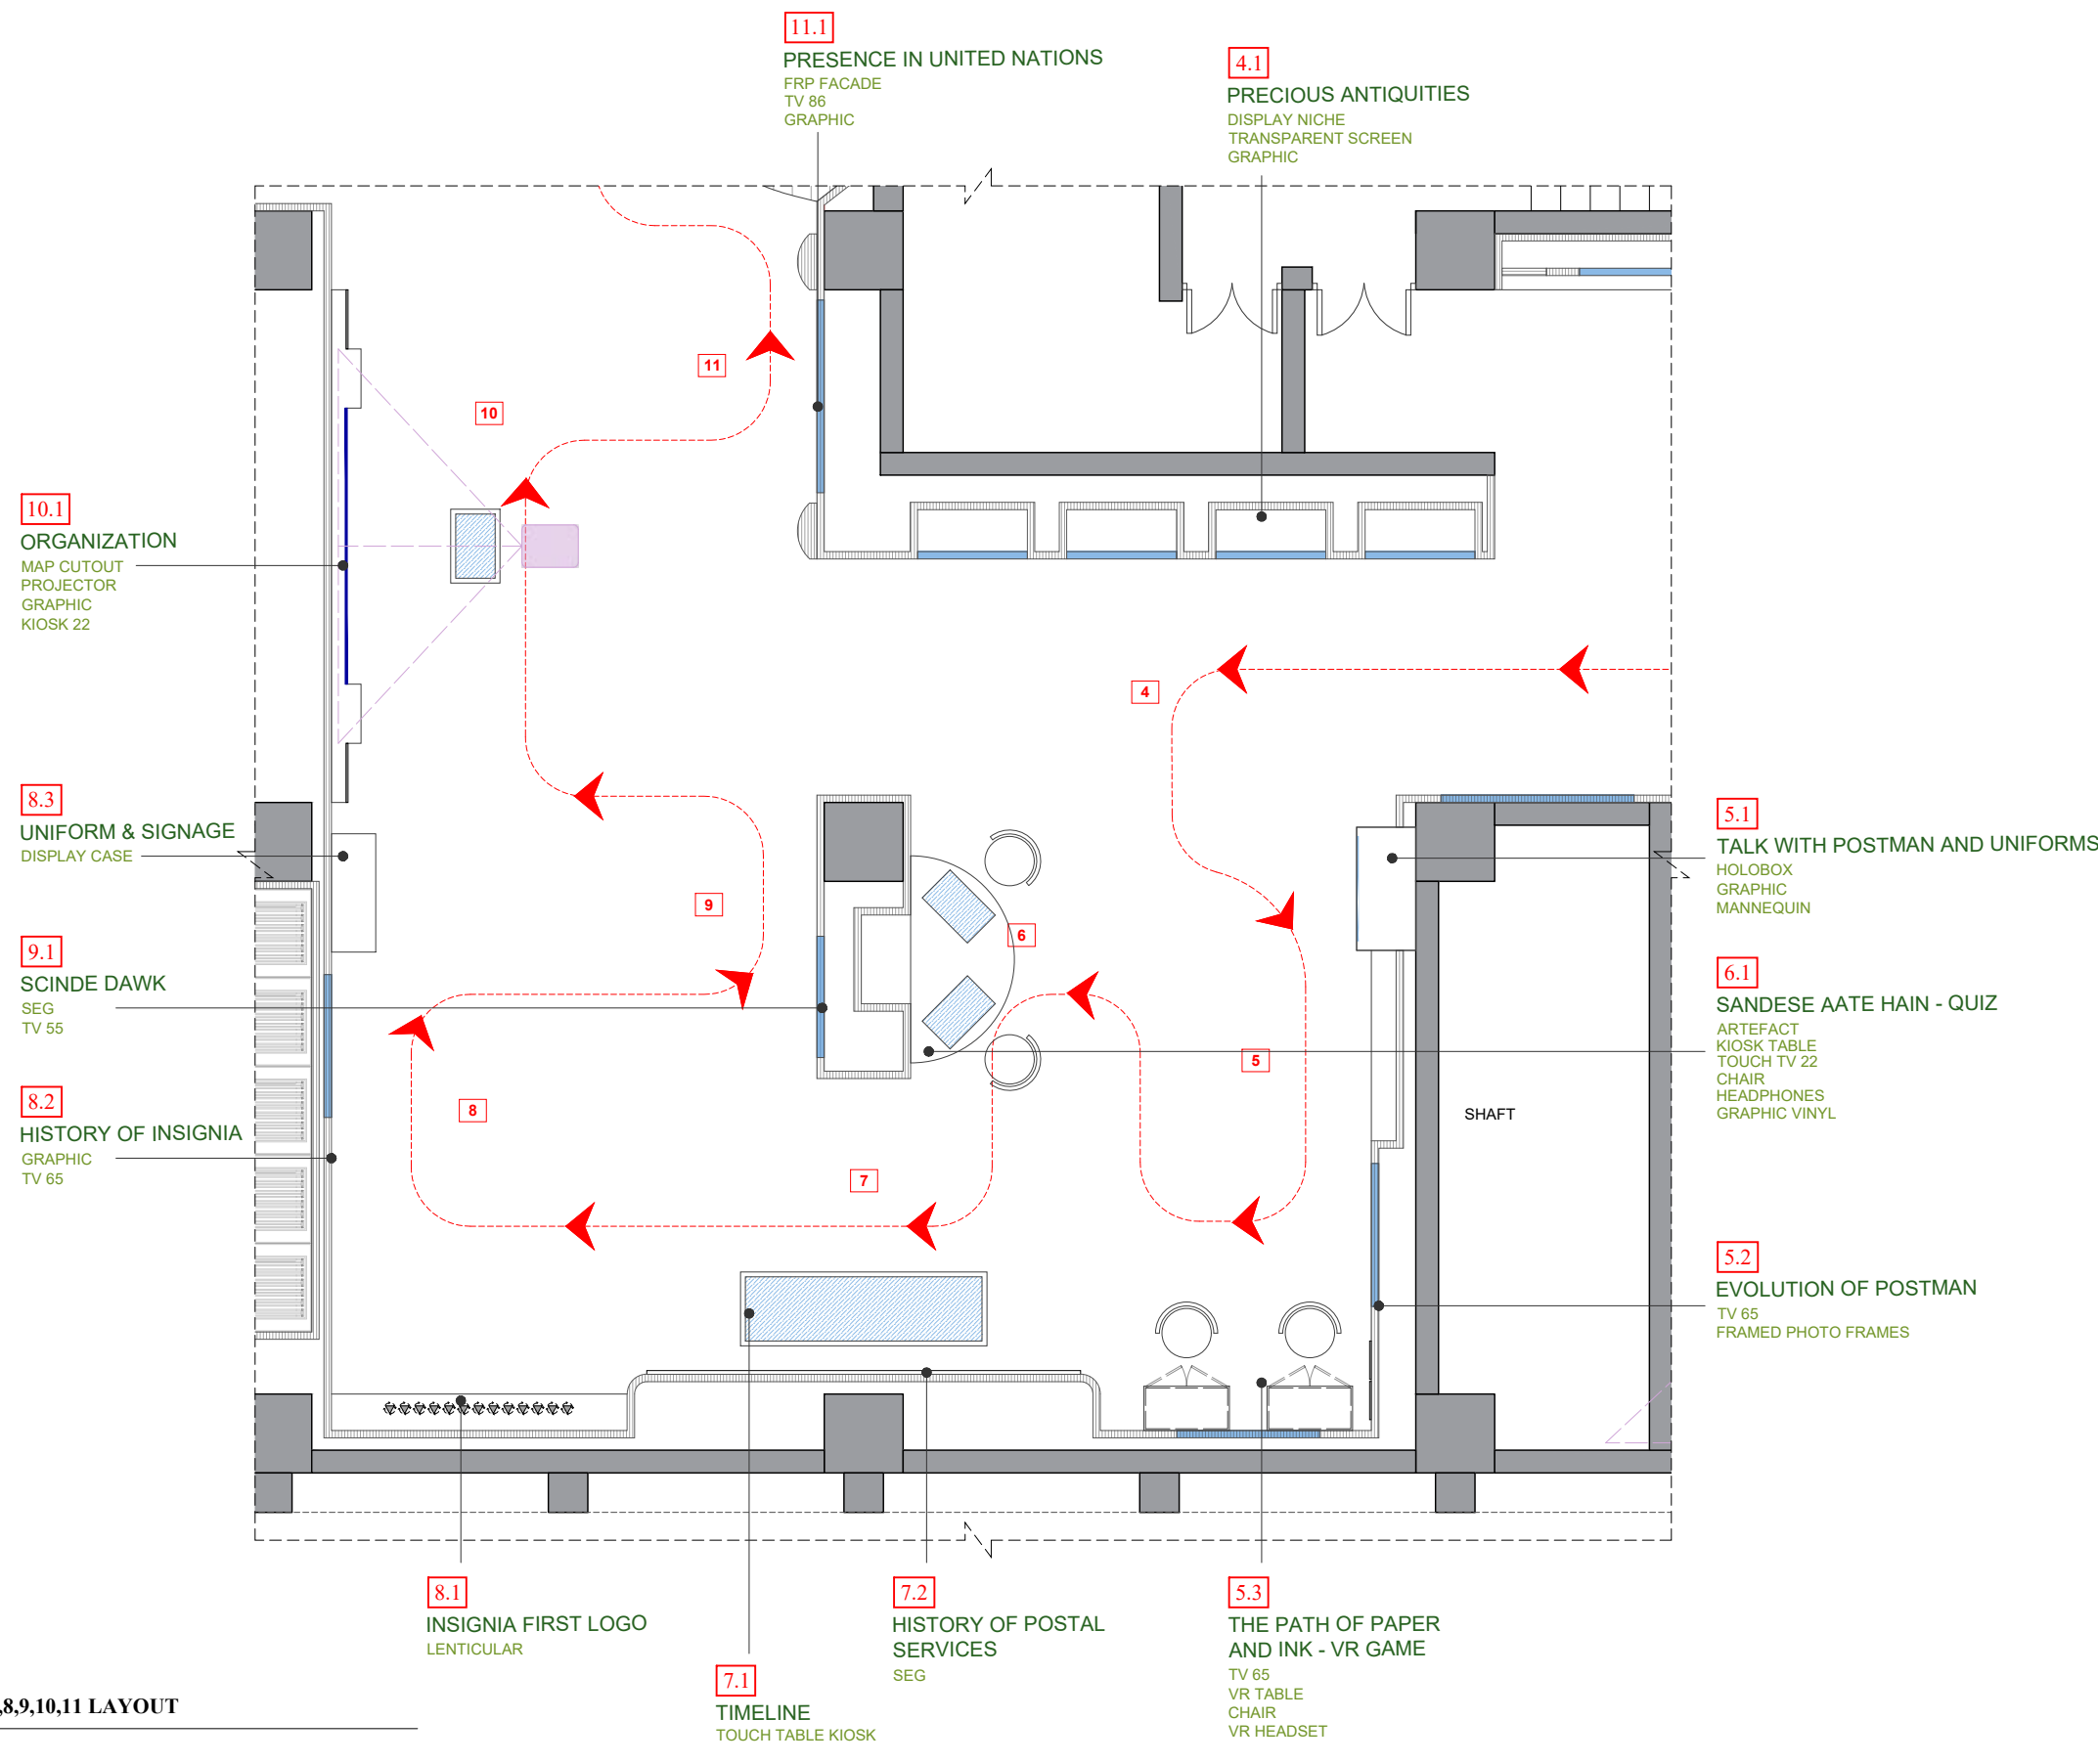 11.1
PRESENCE IN UNITED NATIONS
FRP FACADE
TV 86
GRAPHIC
4.1
PRECIOUS ANTIQUITIES
DISPLAY NICHE
TRANSPARENT SCREEN
GRAPHIC
11
10
10.1
ORGANIZATION
MAP CUTOUT
PROJECTOR
GRAPHIC
KIOSK 22
4
8.3
UNIFORM & SIGNAGE
DISPLAY CASE
5.1
TALK WITH POSTMAN AND UNIFORMS
HOLOBOX
GRAPHIC
MANNEQUIN
9
6
9.1
SCINDE DAWK
SEG
TV 55
6.1
SANDESE AATE HAIN - QUIZ
ARTEFACT
KIOSK TABLE
TOUCH TV 22
CHAIR
HEADPHONES
GRAPHIC VINYL
5
8
SHAFT
8.2
HISTORY OF INSIGNIA
GRAPHIC
TV 65
7
5.2
EVOLUTION OF POSTMAN
TV 65
FRAMED PHOTO FRAMES
8.1
INSIGNIA FIRST LOGO
LENTICULAR
7.2
HISTORY OF POSTAL
SERVICES
SEG
5.3
THE PATH OF PAPER
AND INK - VR GAME
TV 65
VR TABLE
CHAIR
VR HEADSET
7.1
TIMELINE
TOUCH TABLE KIOSK
,8,9,10,11 LAYOUT